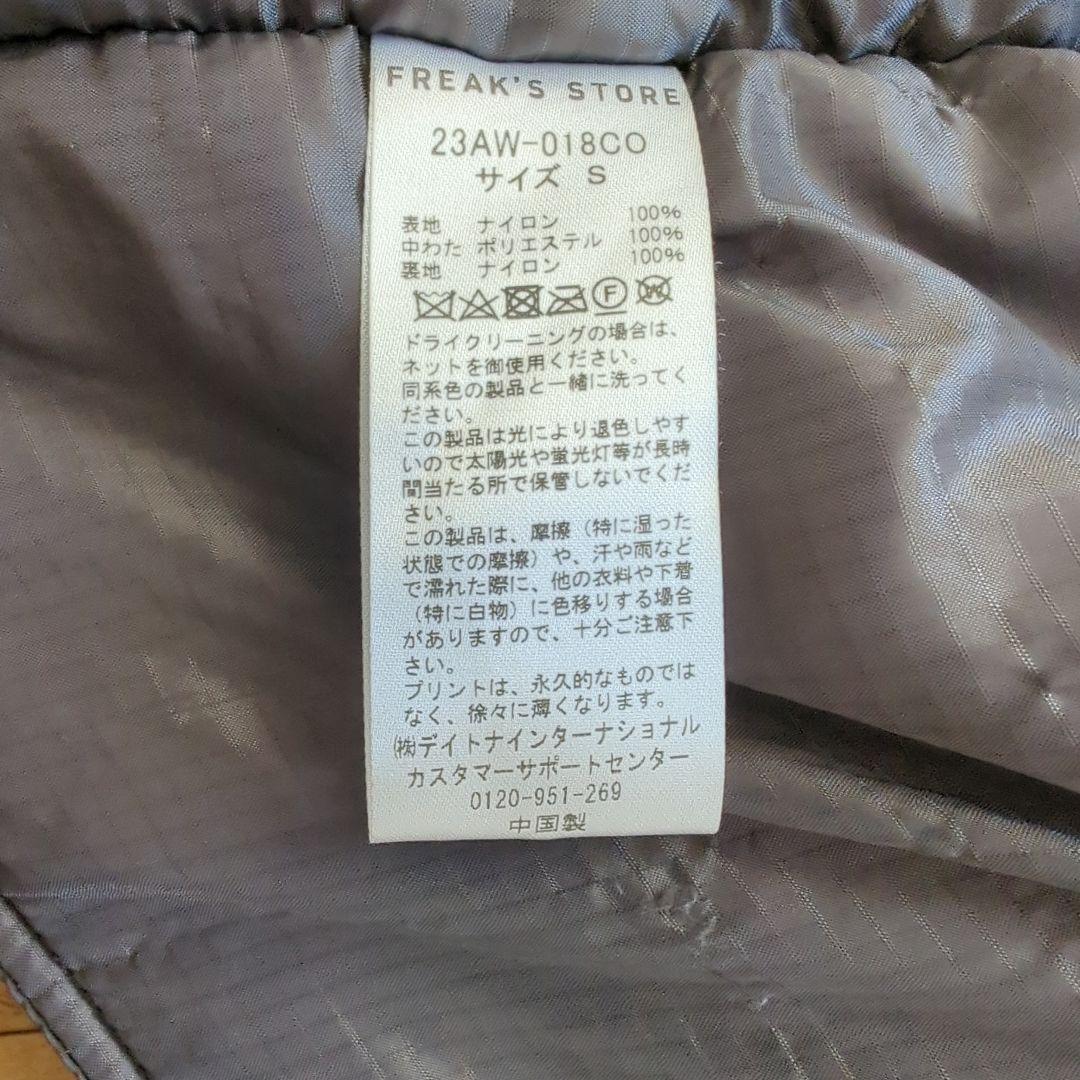 FREAK'S STORE
23AW-018CO
サイズ S
表地 ナイロン 100%
中わた ポリエステル 100%
裏地 ナイロン 100%
F W
ドライクリーニングの場合は、
ネットを御使用ください。
同系色の製品と一緒に洗ってく
ださい。
この製品は光により退色しやす
いので太陽光や蛍光灯等が長時
間当たる所で保管しないでくだ
さい。
この製品は、摩擦（特に湿った
状態での摩擦）や、汗や雨など
で濡れた際に、他の衣料や下着
（特に白物）に色移りする場合
がありますので、十分ご注意下
さい。
プリントは、永久的なものでは
なく、徐々に薄くなります。
㈱デイトナインターナショナル
カスタマーサポートセンター
0120-951-269
中国製